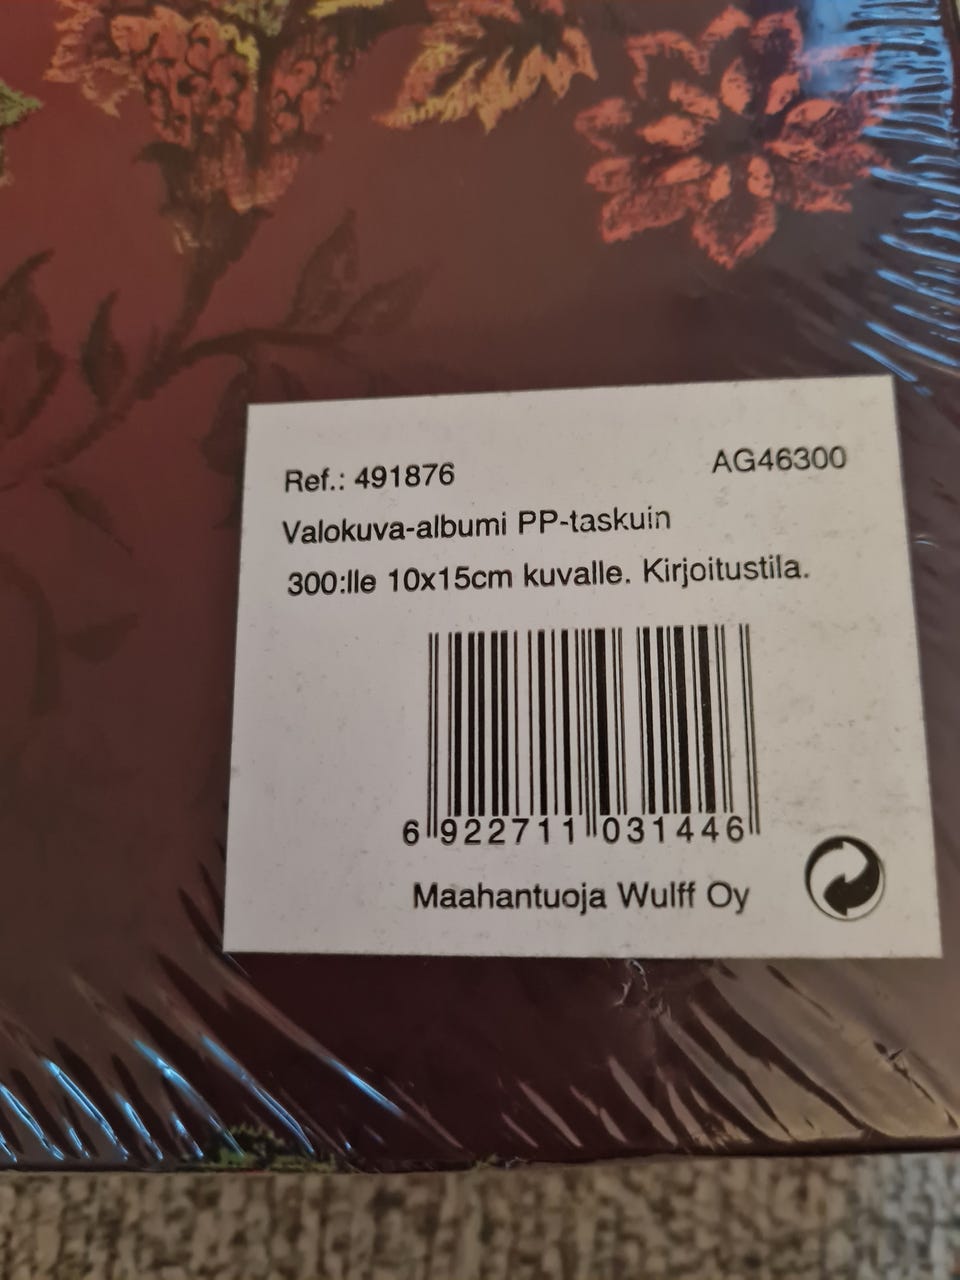 Ref.: 491876 AG46300
Valokuva-albumi PP-taskuin
300:lle 10x15cm kuvalle. Kirjoitustila.
6 922711 031446
Maahantuoja Wulff Oy